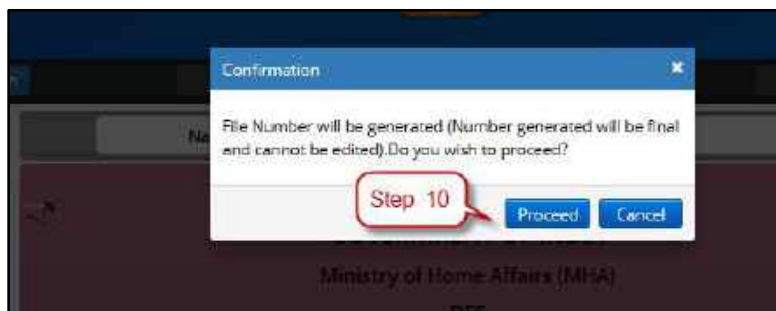 Confirmation
File Number will be generated (Number generated will be final
and cannot be edited).Do you wish to proceed?
Step 10
Proceed Cancel
Ministry of Home Affairs (MHA)